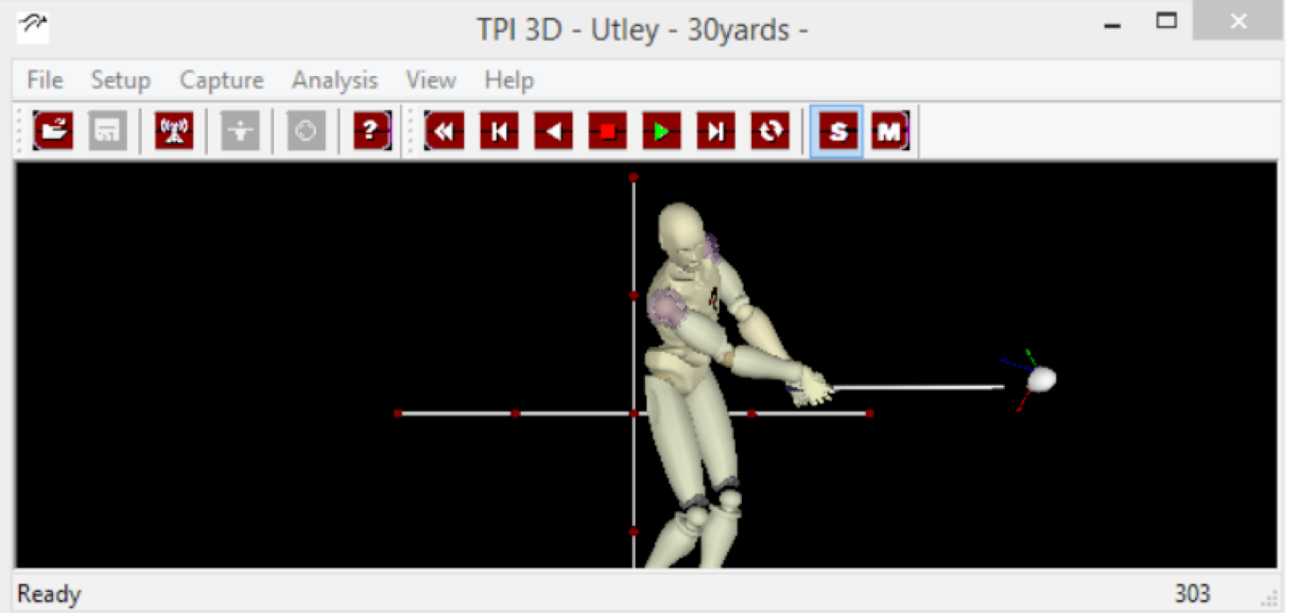 TPI 3D - Utley - 30yards -
File Setup Capture Analysis View Help
? S M
Ready 303